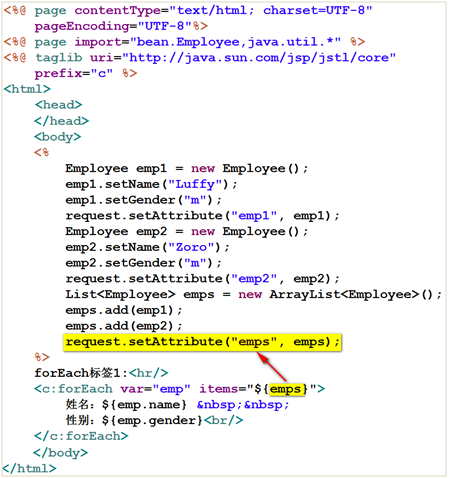 <%@ page contentType="text/html; charset=UTF-8"
pageEncoding="UTF-8"%>
<%@ page import="bean.Employee,java.util.*" %>
<%@ taglib uri="http://java.sun.com/jsp/jstl/core"
prefix="c" %>
<html>
<head>
</head>
<body>
<%
Employee emp1 = new Employee();
emp1.setName("Luffy");
emp1.setGender("m");
request.setAttribute("emp1", emp1);
Employee emp2 = new Employee();
emp2.setName("Zoro");
emp2.setGender("m");
request.setAttribute("emp2", emp2);
List<Employee> emps = new ArrayList<Employee>();
emps.add(emp1);
emps.add(emp2);
request.setAttribute("emps", emps);
%>
forEach标签1:<hr/>
<c:forEach var="emp" items="${emps}">
姓名：${emp.name} &nbsp;&nbsp;
性别：${emp.gender}<br/>
</c:forEach>
</body>
</html>